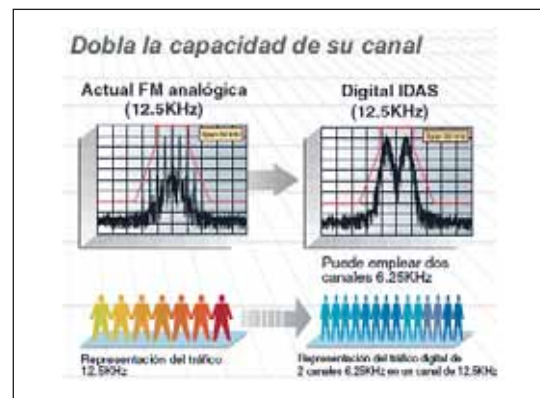 Dobla la capacidad de su canal
Actual FM analógica
(12.5KHz)
Digital IDAS
(12.5KHz)
Puede emplear dos
canales 6.25KHz
Representación del tráfico
12.5KHz
Representación del tráfico digital de
2 canales 6.25KHz en un canal de 12.5KHz